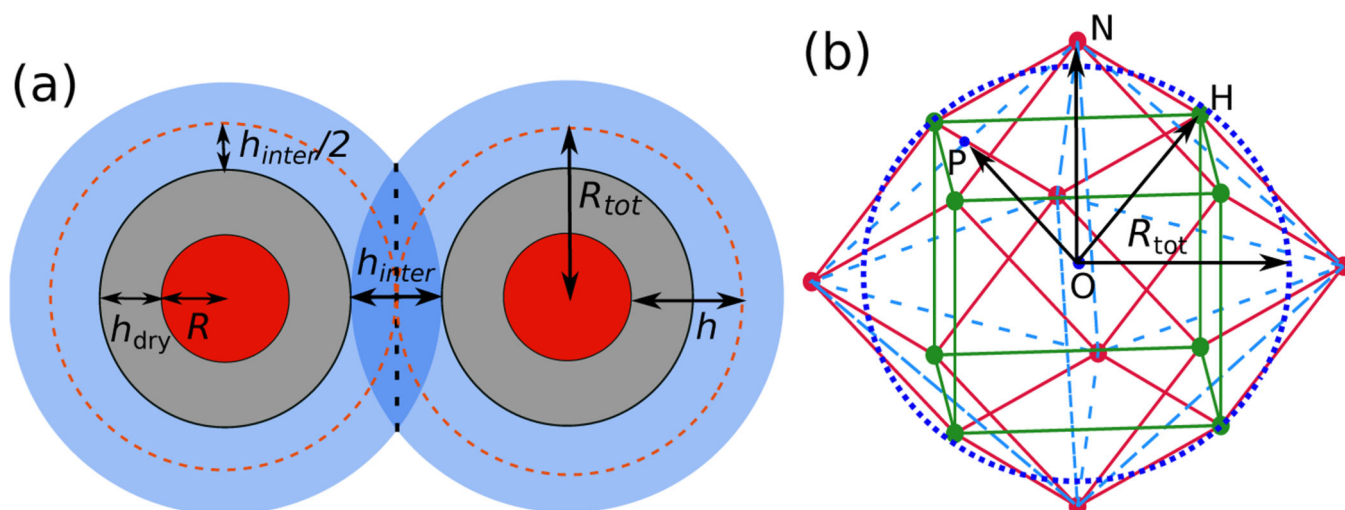 (a)
h_inter/2
R_tot
h_inter
h_dry
R
h
(b)
N
H
P
R_tot
O